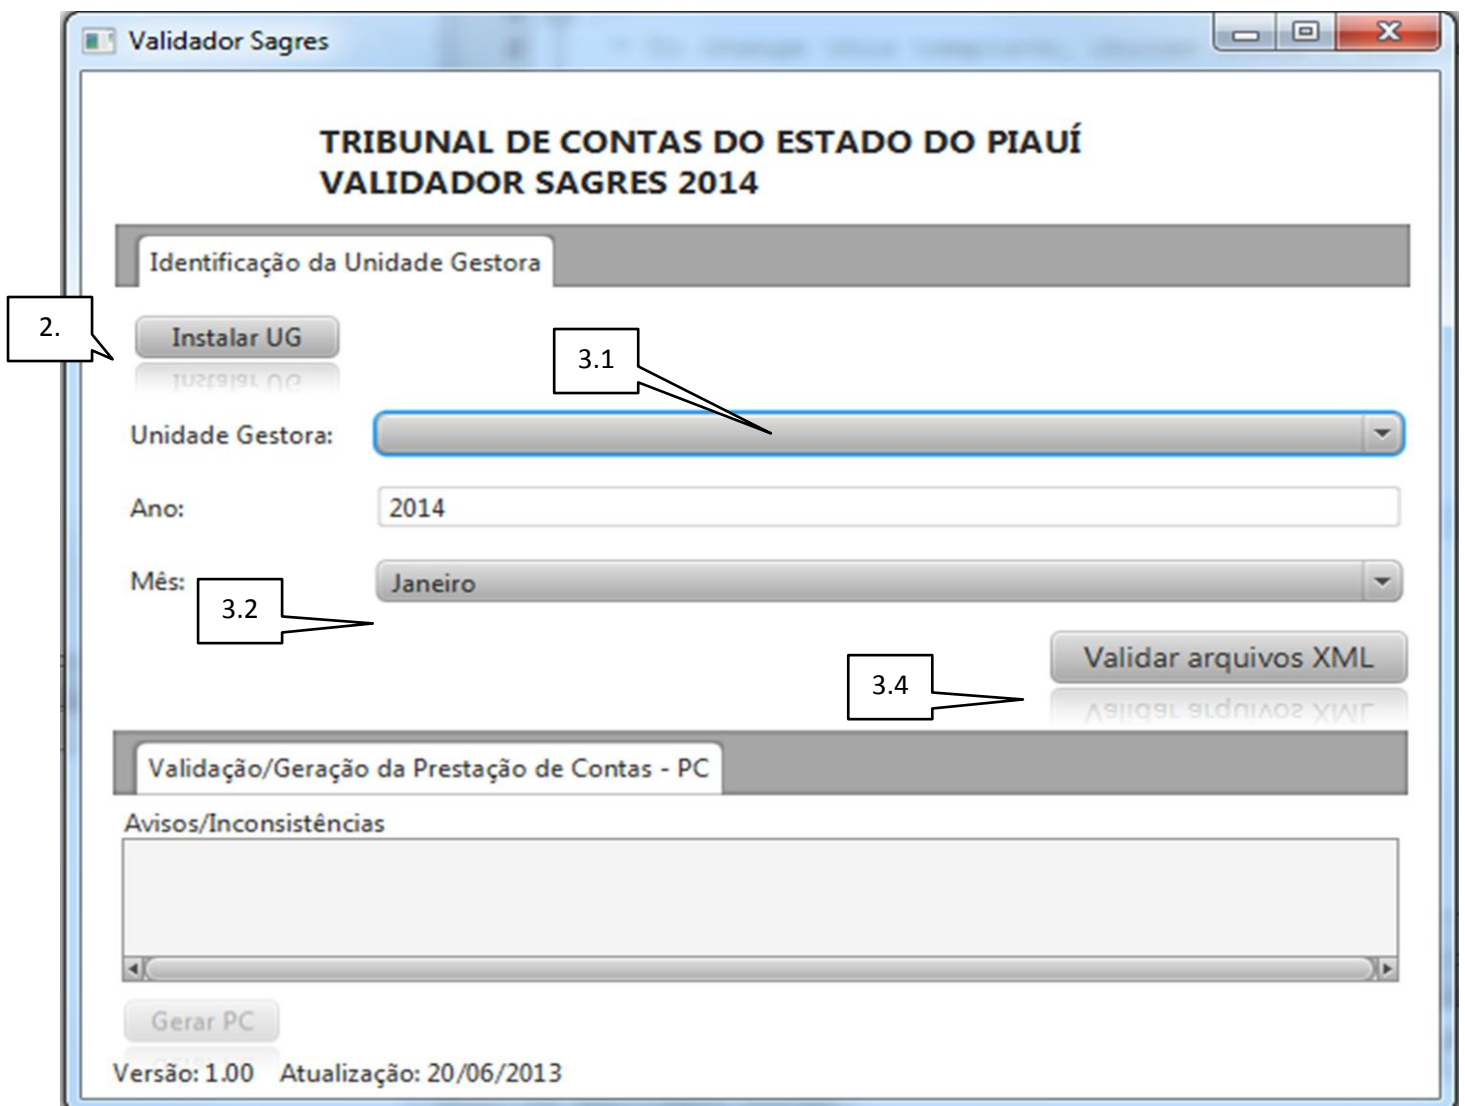 Validador Sagres
TRIBUNAL DE CONTAS DO ESTADO DO PIAUÍ
VALIDADOR SAGRES 2014
Identificação da Unidade Gestora
2.
Instalar UG
3.1
Unidade Gestora:
Ano:
2014
Mês:
Janeiro
3.2
Validar arquivos XML
3.4
Validação/Geração da Prestação de Contas - PC
Avisos/Inconsistências
Gerar PC
Versão: 1.00 Atualização: 20/06/2013